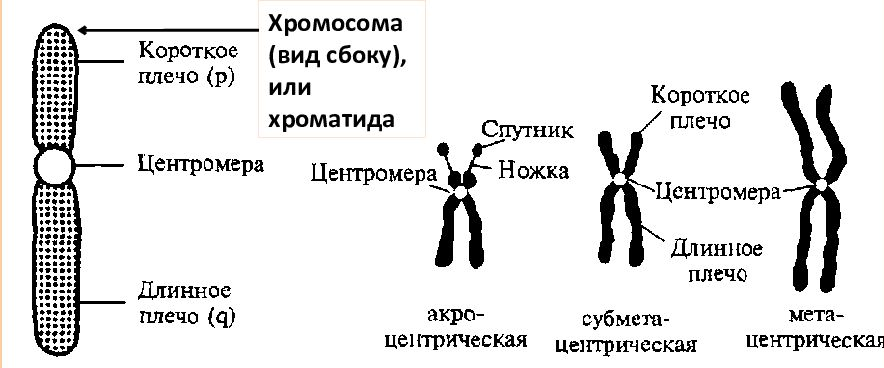 Хромосома
(вид сбоку),
или
хроматида
Короткое
плечо (p)
Центромера
Длинное
плечо (q)
Спутник
Ножка
Центромера
акро-
центрическая
Короткое
плечо
Центромера
Длинное
плечо
субмета-
центрическая
мета-
центрическая